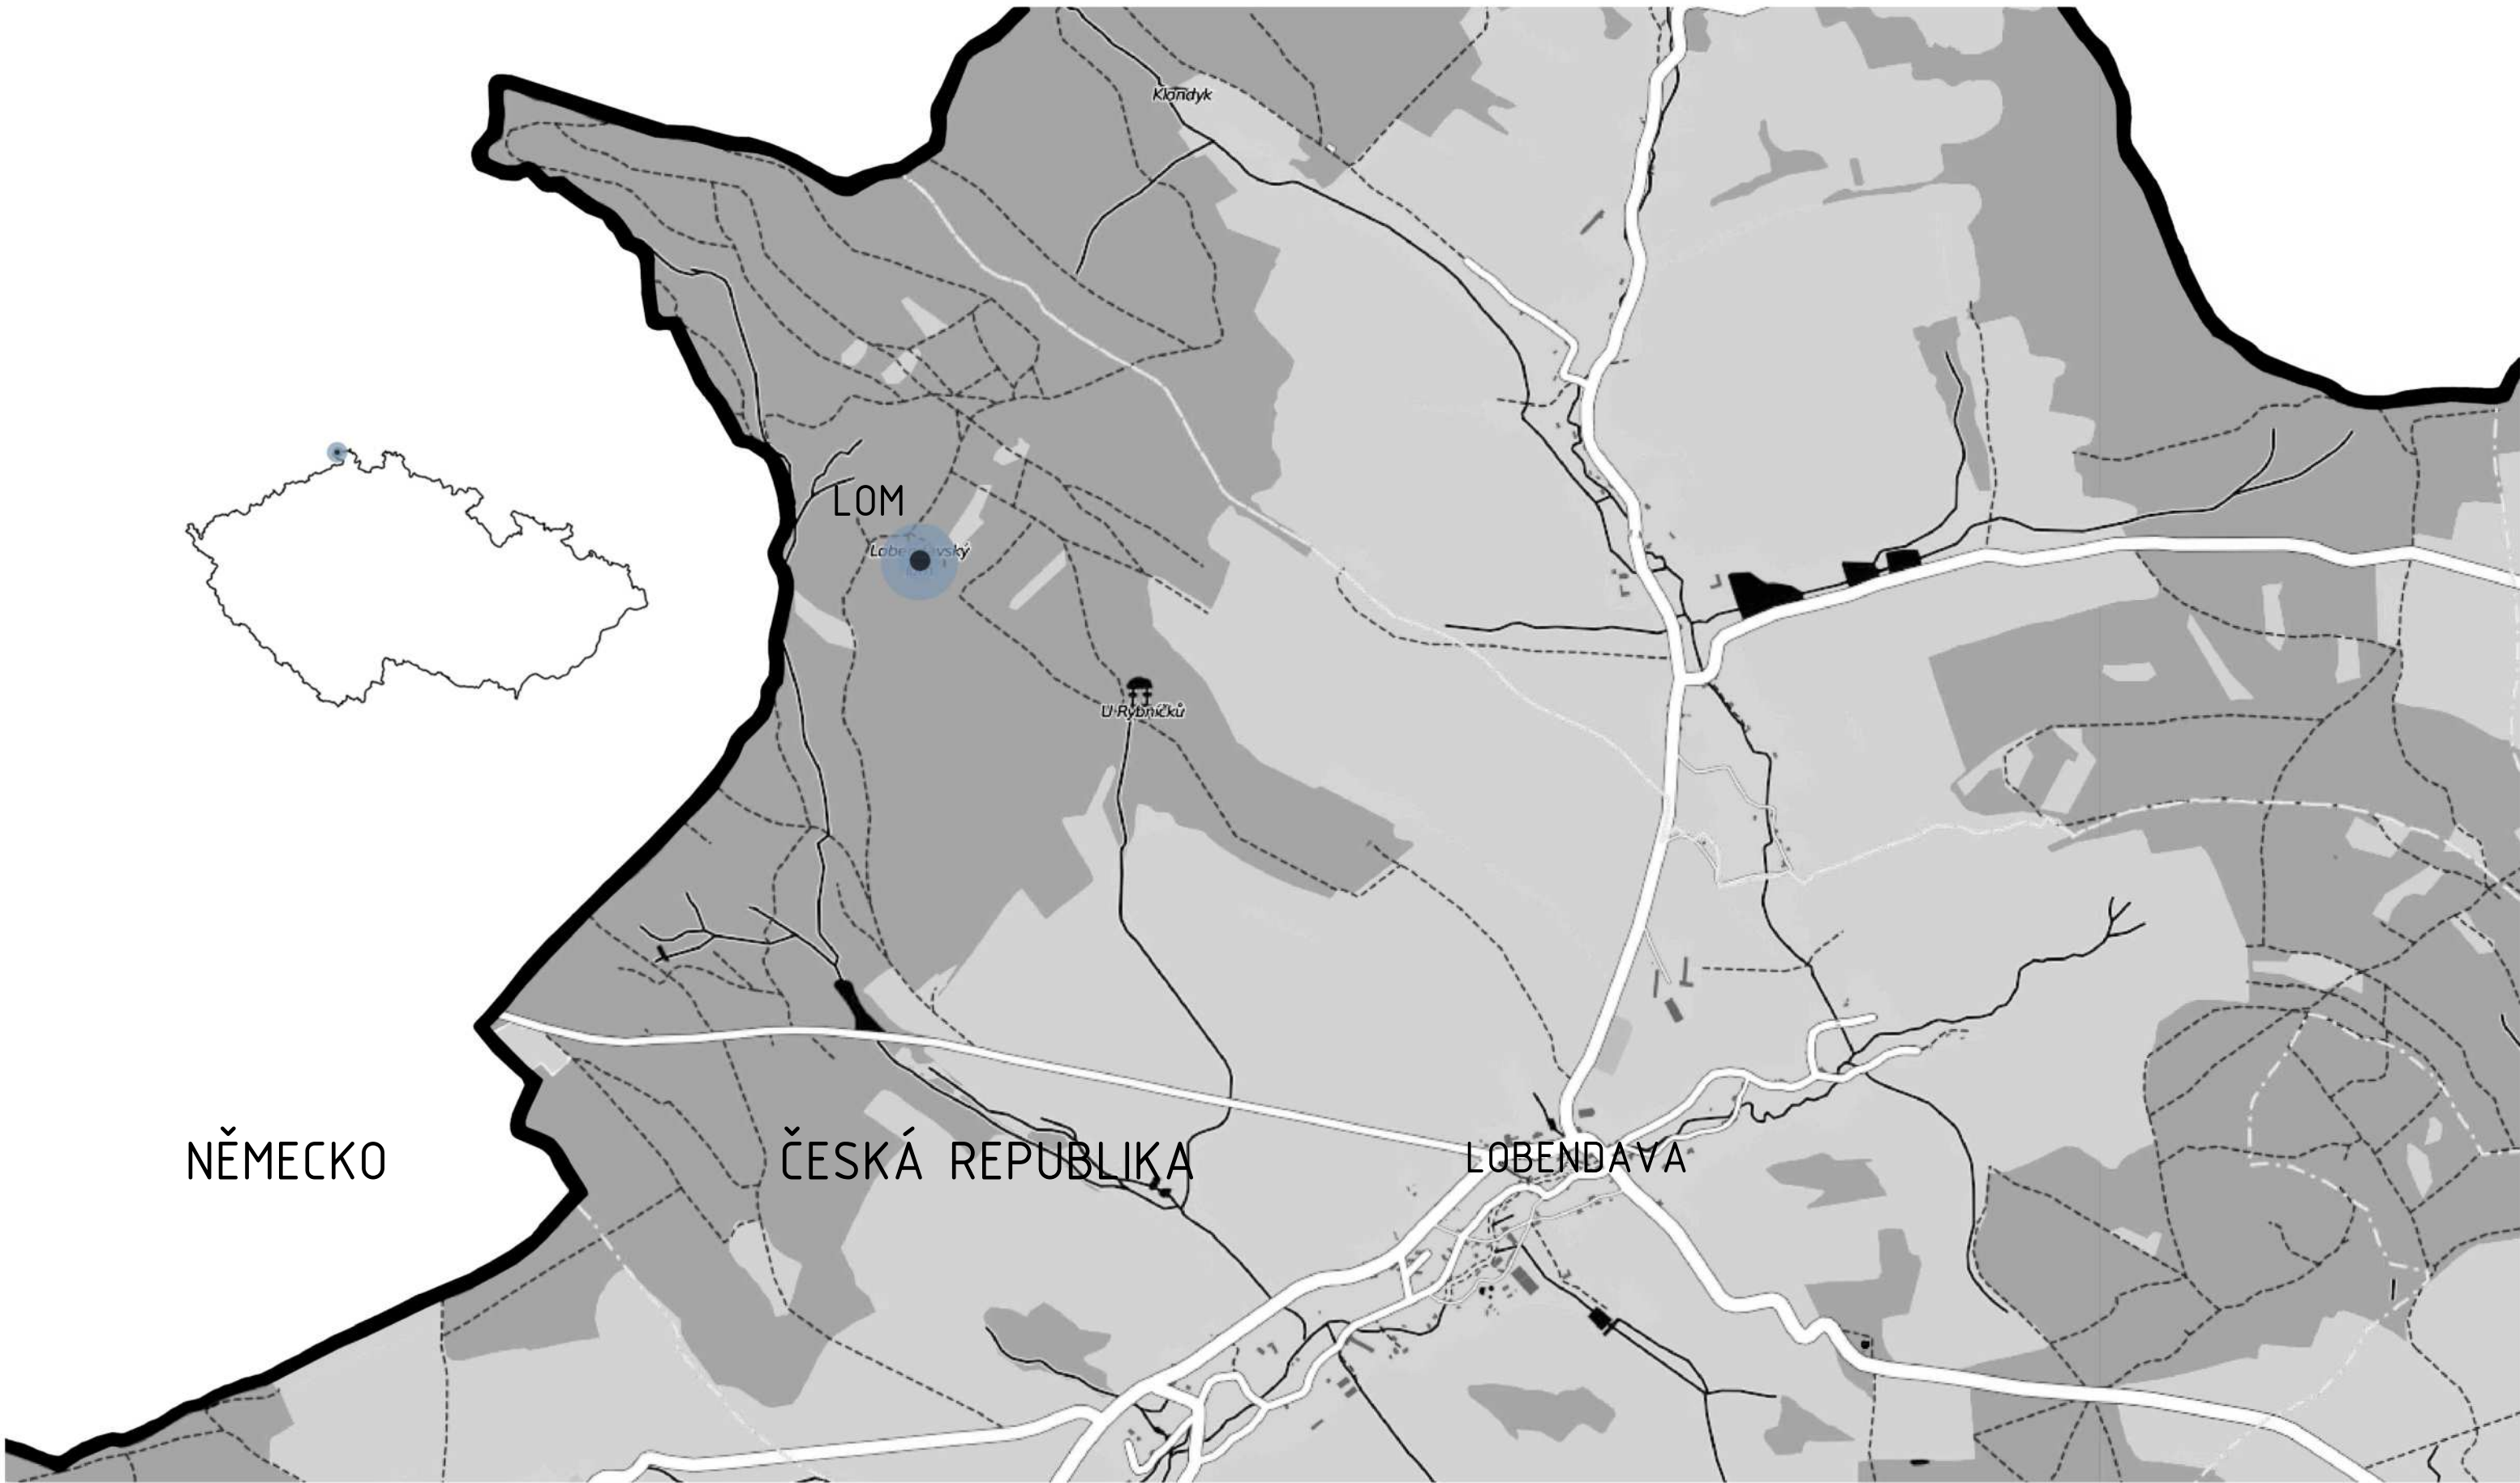 Klondyk
LOM
U Rybníčků
NĚMECKO
ČESKÁ REPUBLIKA
LOBENDAVA